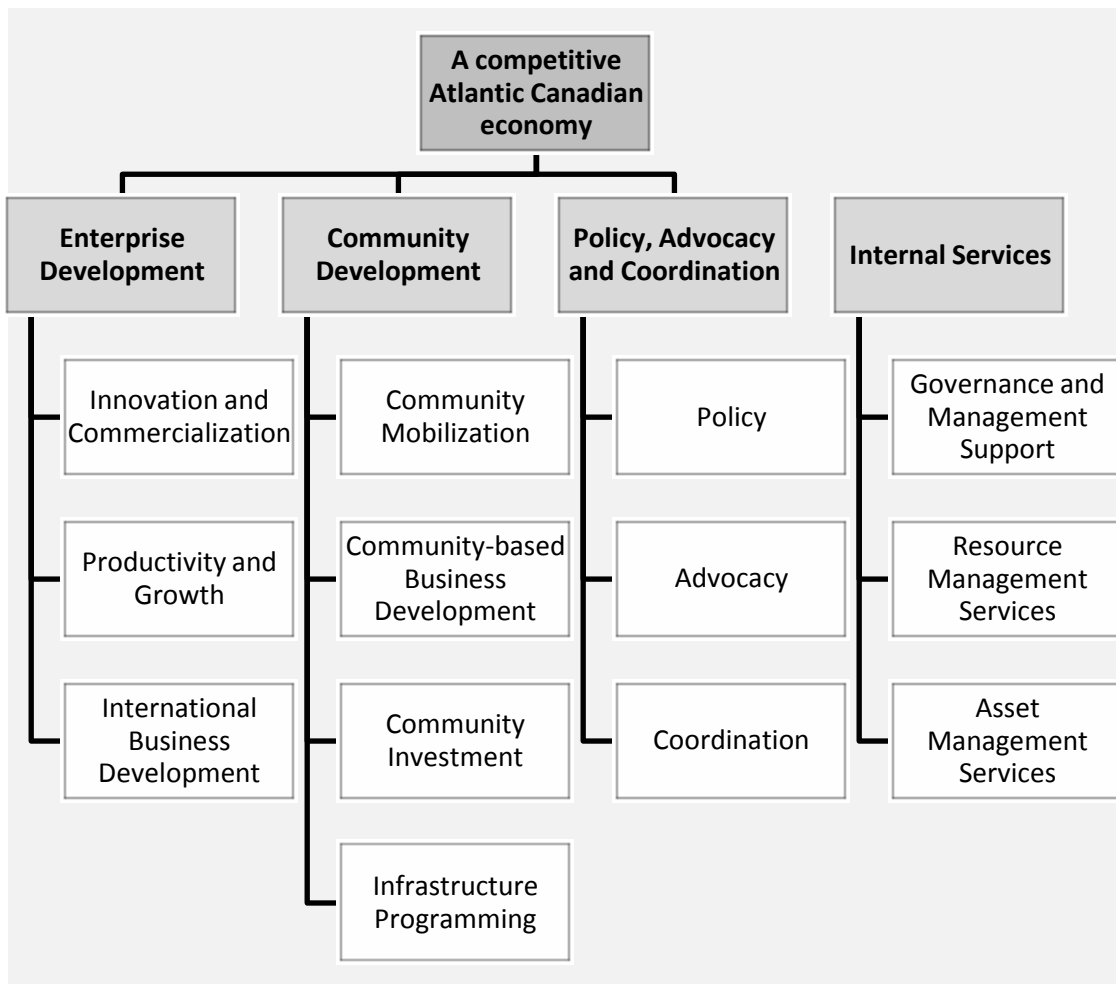 A competitive
Atlantic Canadian
economy
Enterprise
Development
Community
Development
Policy, Advocacy
and Coordination
Internal Services
Innovation and
Commercialization
Productivity and
Growth
International
Business
Development
Community
Mobilization
Community-based
Business
Development
Community
Investment
Infrastructure
Programming
Policy
Advocacy
Coordination
Governance and
Management
Support
Resource
Management
Services
Asset
Management
Services